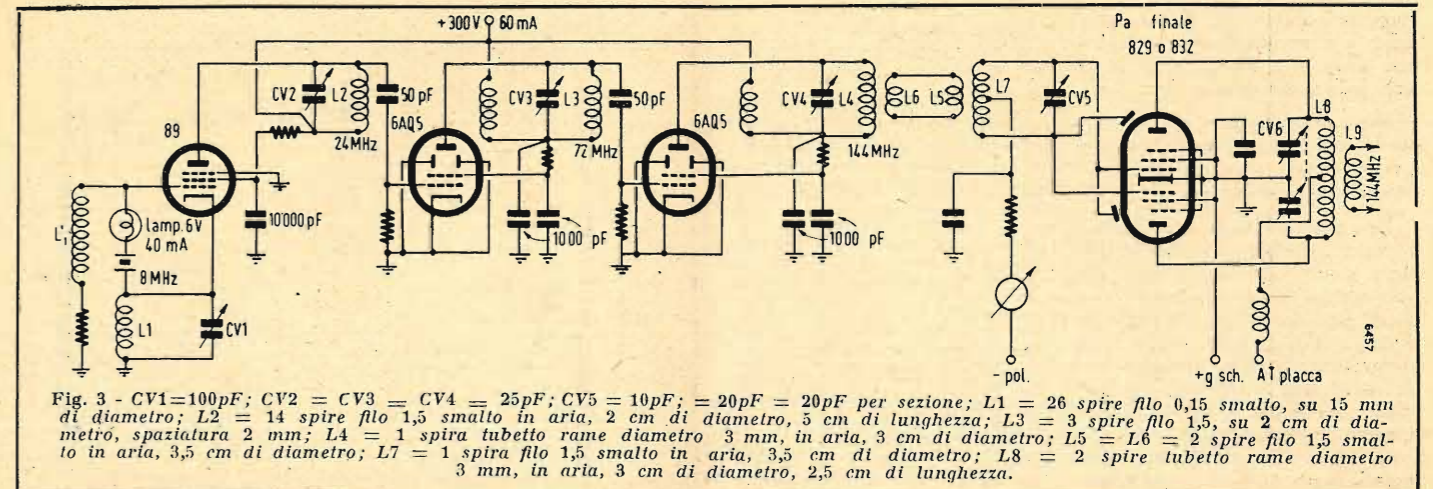 +300V 60mA
Pa finale
829 o 832
89
CV2
L2
50 pF
24MHz
6AQ5
CV3
L3
50 pF
72 MHz
6AQ5
CV4
L4
144MHz
L6
L5
L7
CV5
CV6
L8
L9
144MHz
L'1
lamp. 6V
40 mA
8MHz
10'000 pF
L1
CV1
1000 pF
1000 pF
- pol.
+g sch.
AT placca
6457
Fig. 3 - CV1=100pF; CV2 = CV3 = CV4 = 25pF; CV5 = 10pF; = 20pF = 20pF per sezione; L1 = 26 spire filo 0,15 smalto, su 15 mm
di diametro; L2 = 14 spire filo 1,5 smalto in aria, 2 cm di diametro, 5 cm di lunghezza; L3 = 3 spire filo 1,5, su 2 cm di dia-
metro, spaziatura 2 mm; L4 = 1 spira tubetto rame diametro 3 mm, in aria, 3 cm di diametro; L5 = L6 = 2 spire filo 1,5 smal-
to in aria, 3,5 cm di diametro; L7 = 1 spira filo 1,5 smalto in aria, 3,5 cm di diametro; L8 = 2 spire tubetto rame diametro
3 mm, in aria, 3 cm di diametro, 2,5 cm di lunghezza.